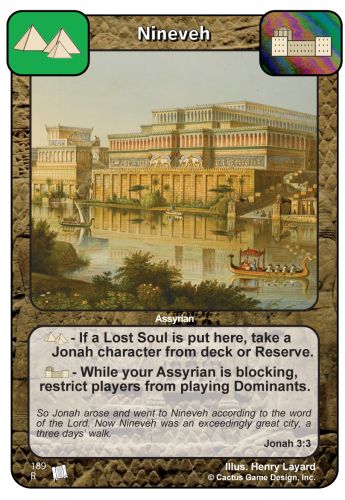 Nineveh
Assyrian
- If a Lost Soul is put here, take a
Jonah character from deck or Reserve.
- While your Assyrian is blocking,
restrict players from playing Dominants.
So Jonah arose and went to Nineveh according to the word
of the Lord. Now Nineveh was an exceedingly great city, a
three days' walk.
Jonah 3:3
189
R
Illus. Henry Layard
© Cactus Game Design, Inc.